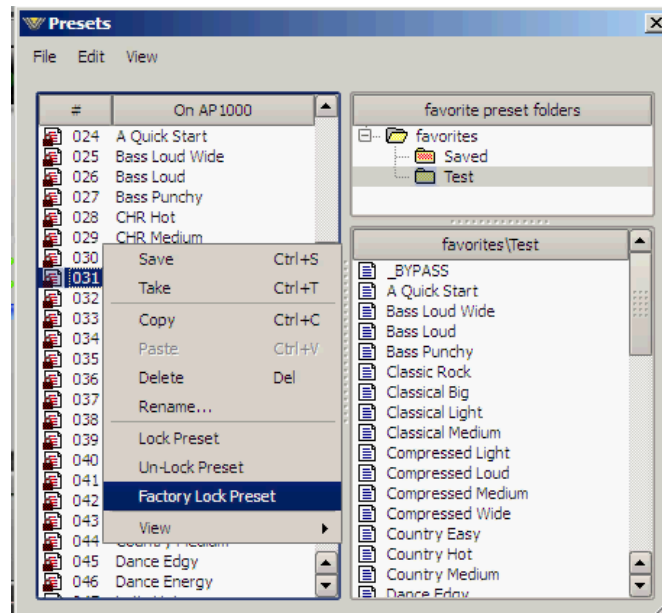 Presets
File Edit View
# On AP1000
024 A Quick Start
025 Bass Loud Wide
026 Bass Loud
027 Bass Punchy
028 CHR Hot
029 CHR Medium
030
031
032
033
034
035
036
037
038
039
040
041
042
043
044 Medium
045 Dance Edgy
046 Dance Energy
Save Ctrl+S
Take Ctrl+T
Copy Ctrl+C
Paste Ctrl+V
Delete Del
Rename...
Lock Preset
Un-Lock Preset
Factory Lock Preset
View
favorite preset folders
favorites
Saved
Test
favorites\Test
_BYPASS
A Quick Start
Bass Loud Wide
Bass Loud
Bass Punchy
Classic Rock
Classical Big
Classical Light
Classical Medium
Compressed Light
Compressed Loud
Compressed Medium
Compressed Wide
Country Easy
Country Hot
Country Medium
Dance Edgy